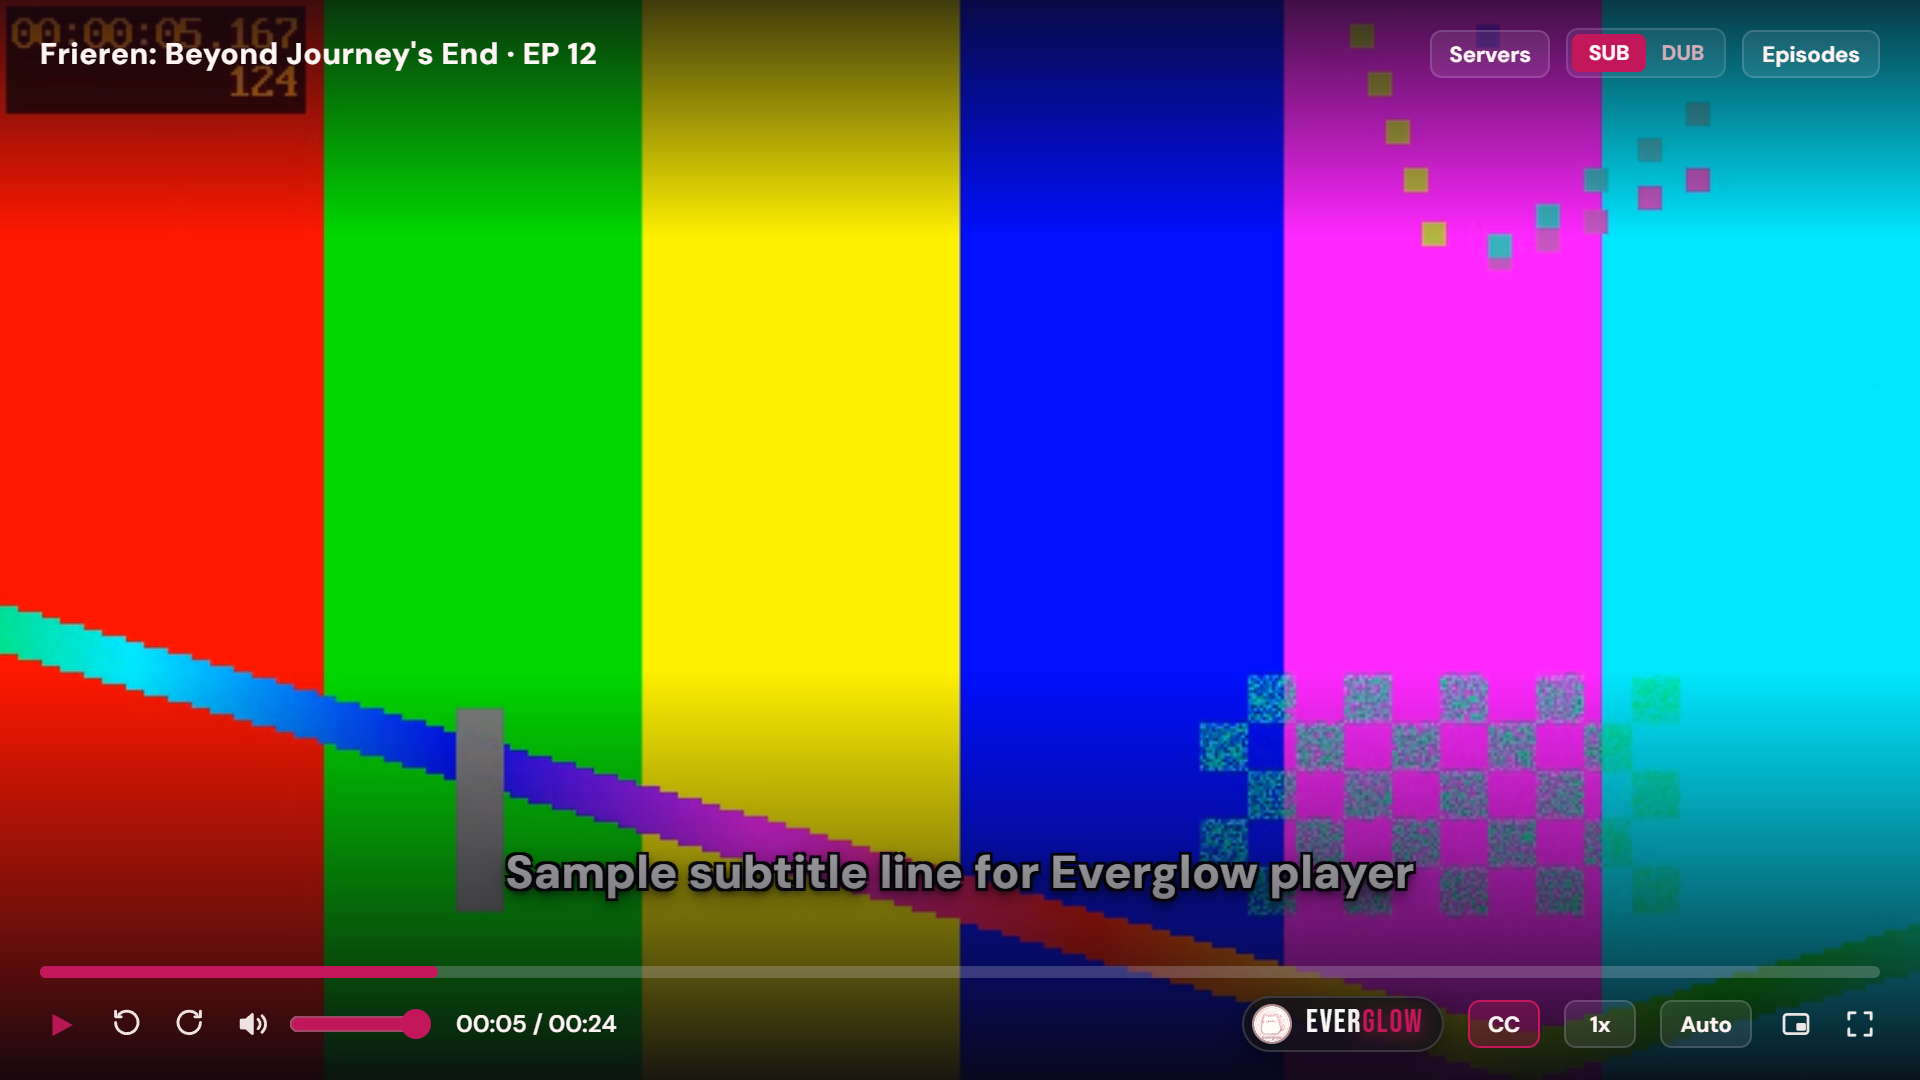 00:00:05.167
124
Frieren: Beyond Journey's End · EP 12
Servers
SUB
DUB
Episodes
Sample subtitle line for Everglow player
00:05 / 00:24
EVERGLOW
CC
1x
Auto